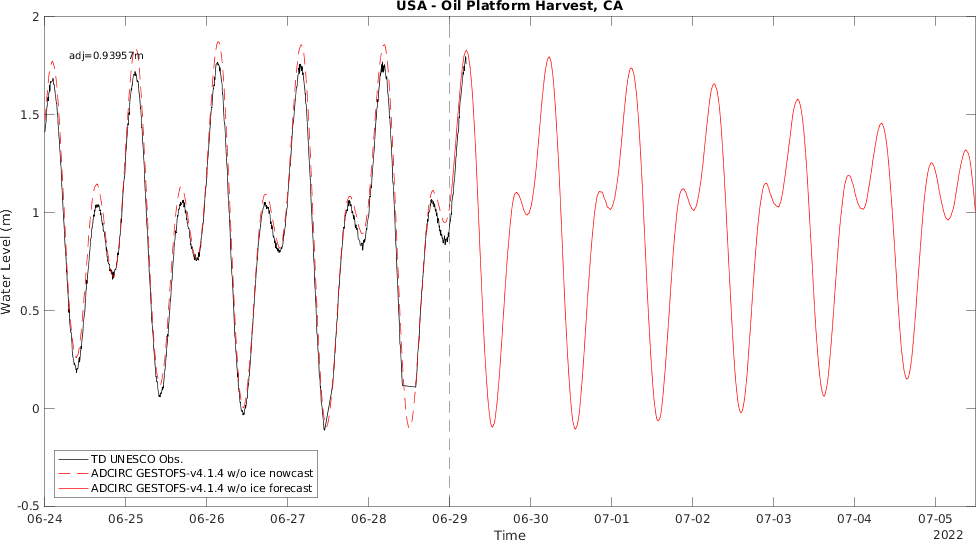 USA - Oil Platform Harvest, CA
adj=0.93957m
Water Level (m)
2
1.5
1
0.5
0
-0.5
TD UNESCO Obs.
ADCIRC GESTOFS-v4.1.4 w/o ice nowcast
ADCIRC GESTOFS-v4.1.4 w/o ice forecast
06-24 06-25 06-26 06-27 06-28 06-29 06-30 07-01 07-02 07-03 07-04 07-05
Time
2022